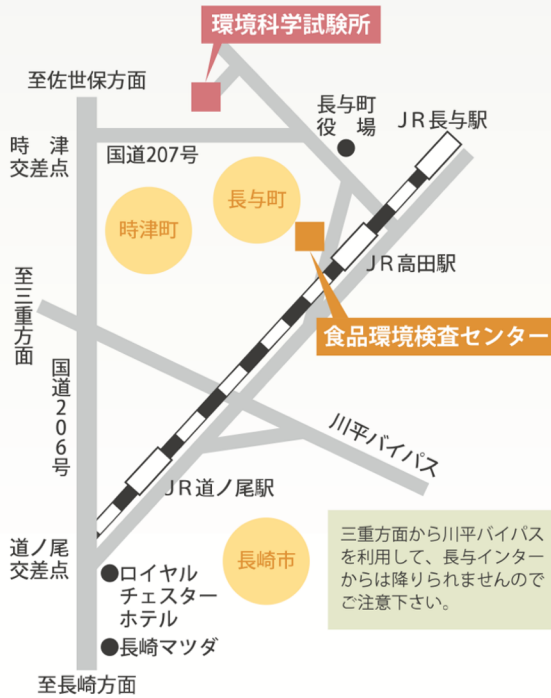 環境科学試験所
至佐世保方面
長与町
役　場
JR長与駅
時　津
交差点
国道207号
長与町
時津町
JR高田駅
至三重方面
食品環境検査センター
国道206号
川平バイパス
JR道ノ尾駅
道ノ尾
交差点
長崎市
三重方面から川平バイパス
を利用して、長与インター
からは降りられませんので
ご注意下さい。
●ロイヤル
チェスター
ホテル
●長崎マツダ
至長崎方面